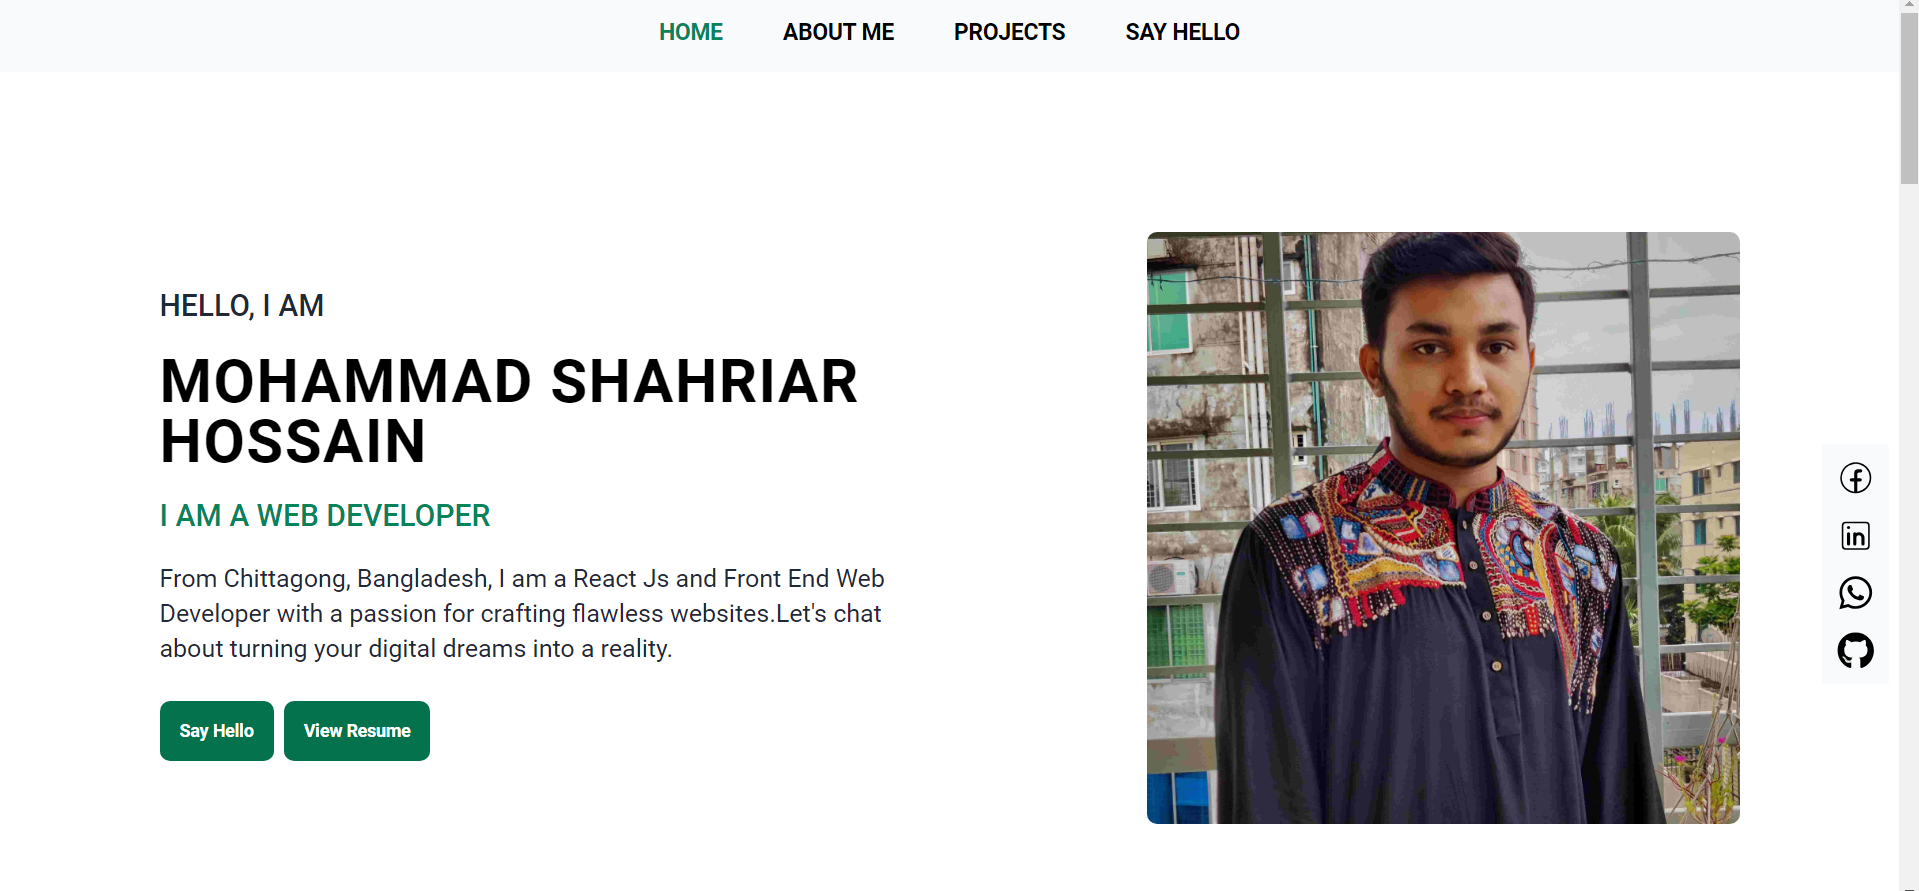 HOME ABOUT ME PROJECTS SAY HELLO
HELLO, I AM
MOHAMMAD SHAHRIAR
HOSSAIN
I AM A WEB DEVELOPER
From Chittagong, Bangladesh, I am a React Js and Front End Web
Developer with a passion for crafting flawless websites.Let's chat
about turning your digital dreams into a reality.
Say Hello View Resume